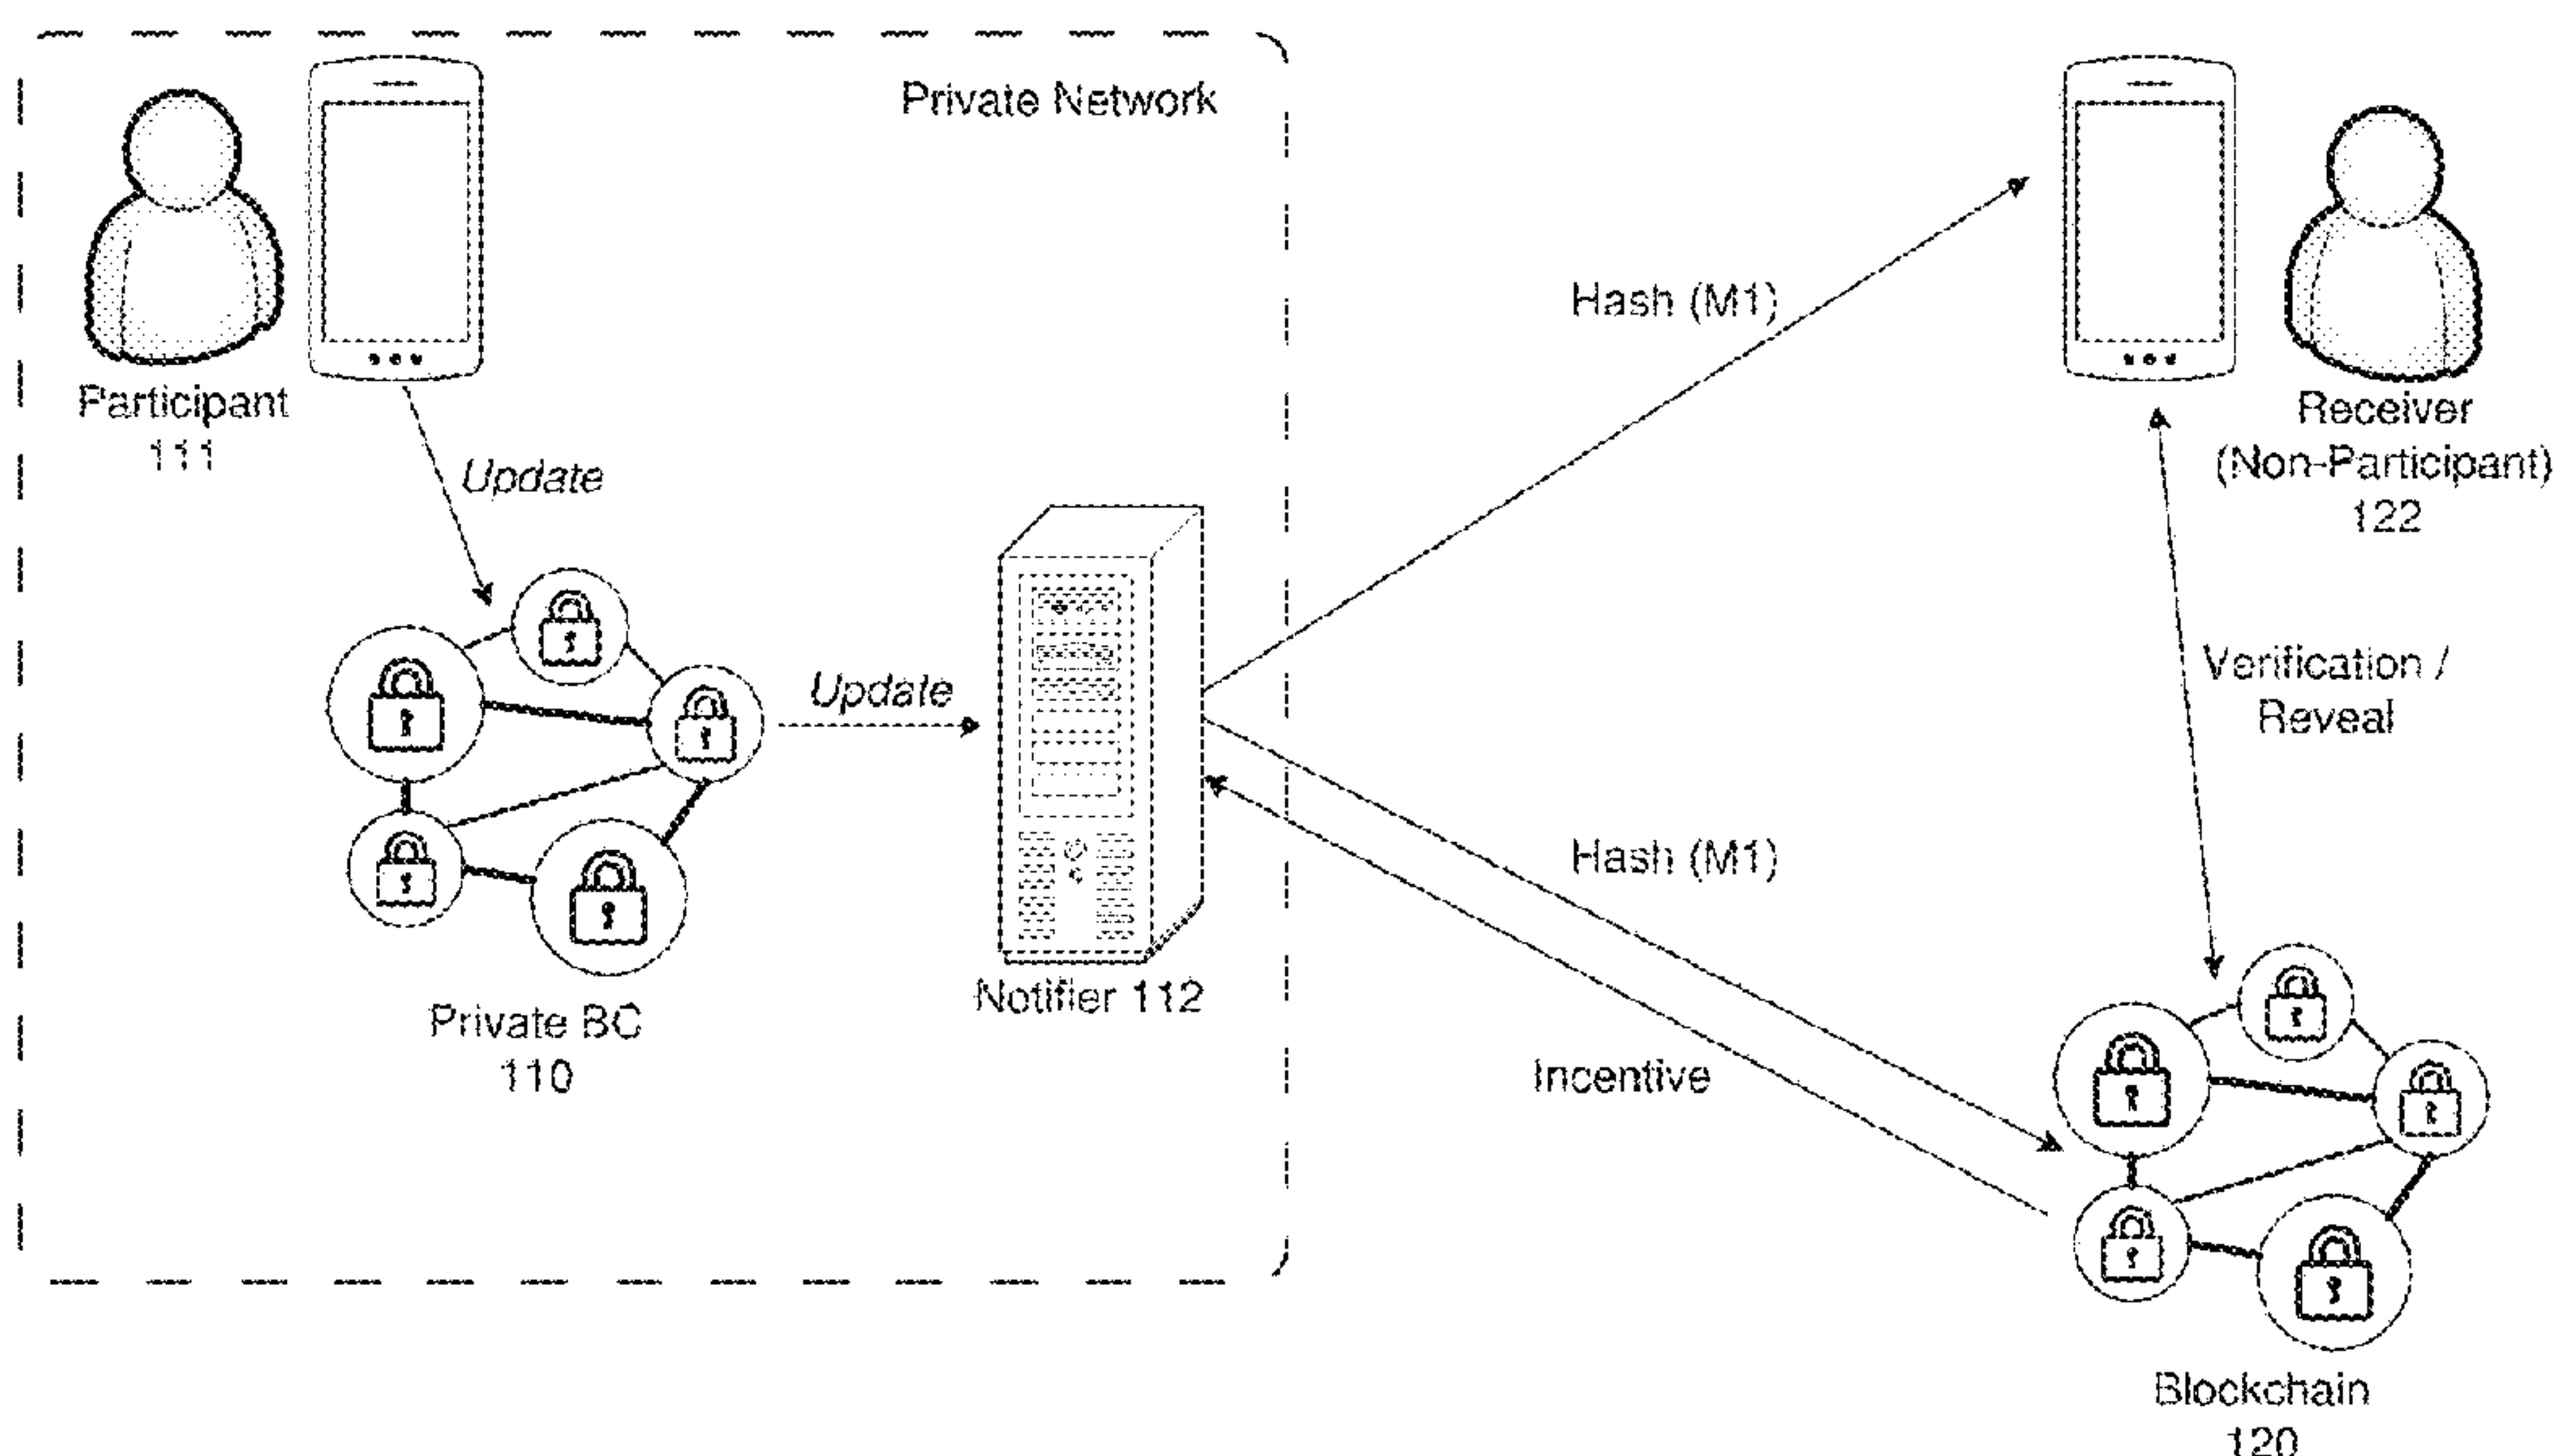 Private Network
Participant
111
Update
Update
Private BC
110
Notifier 112
Hash (M1)
Hash (M1)
Incentive
Receiver
(Non-Participant)
122
Verification /
Reveal
Blockchain
120